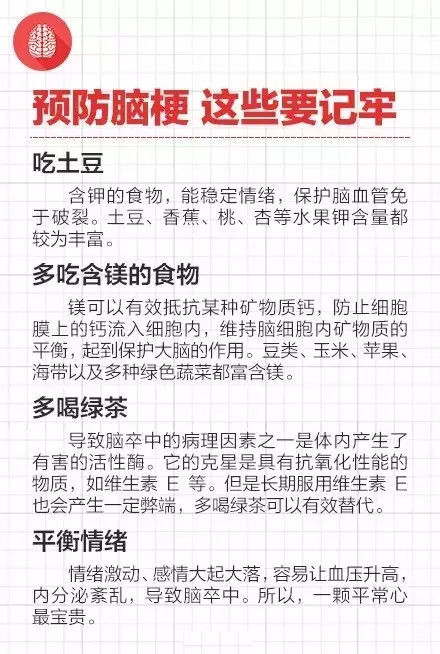 预防脑梗 这些要记牢
吃土豆
含钾的食物，能稳定情绪，保护脑血管免
于破裂。土豆、香蕉、桃、杏等水果钾含量都
较为丰富。
多吃含镁的食物
镁可以有效抵抗某种矿物质钙，防止细胞
膜上的钙流入细胞内，维持脑细胞内矿物质的
平衡，起到保护大脑的作用。豆类、玉米、苹果、
海带以及多种绿色蔬菜都富含镁。
多喝绿茶
导致脑卒中的病理因素之一是体内产生了
有害的活性酶。它的克星是具有抗氧化性能的
物质，如维生素 E 等。但是长期服用维生素 E
也会产生一定弊端，多喝绿茶可以有效替代。
平衡情绪
情绪激动、感情大起大落，容易让血压升高，
内分泌紊乱，导致脑卒中。所以，一颗平常心
最宝贵。